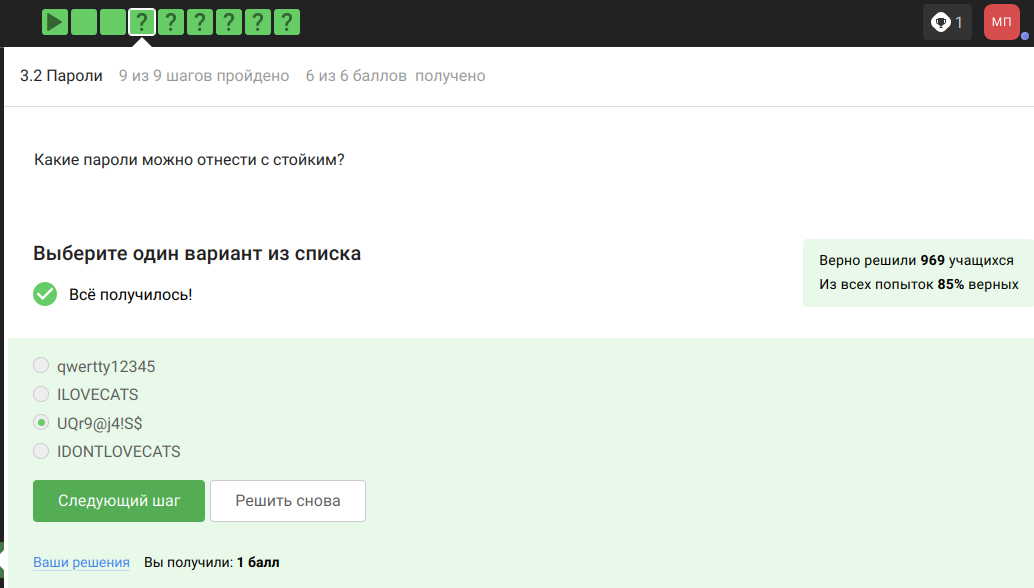 ? ? ? ? ? ? 1 МП
3.2 Пароли 9 из 9 шагов пройдено 6 из 6 баллов получено
Какие пароли можно отнести с стойким?
Выберите один вариант из списка
Всё получилось!
Верно решили 969 учащихся
Из всех попыток 85% верных
qwertty12345
ILOVECATS
UQr9@j4!S$
IDONTLOVECATS
Следующий шаг Решить снова
Ваши решения Вы получили: 1 балл